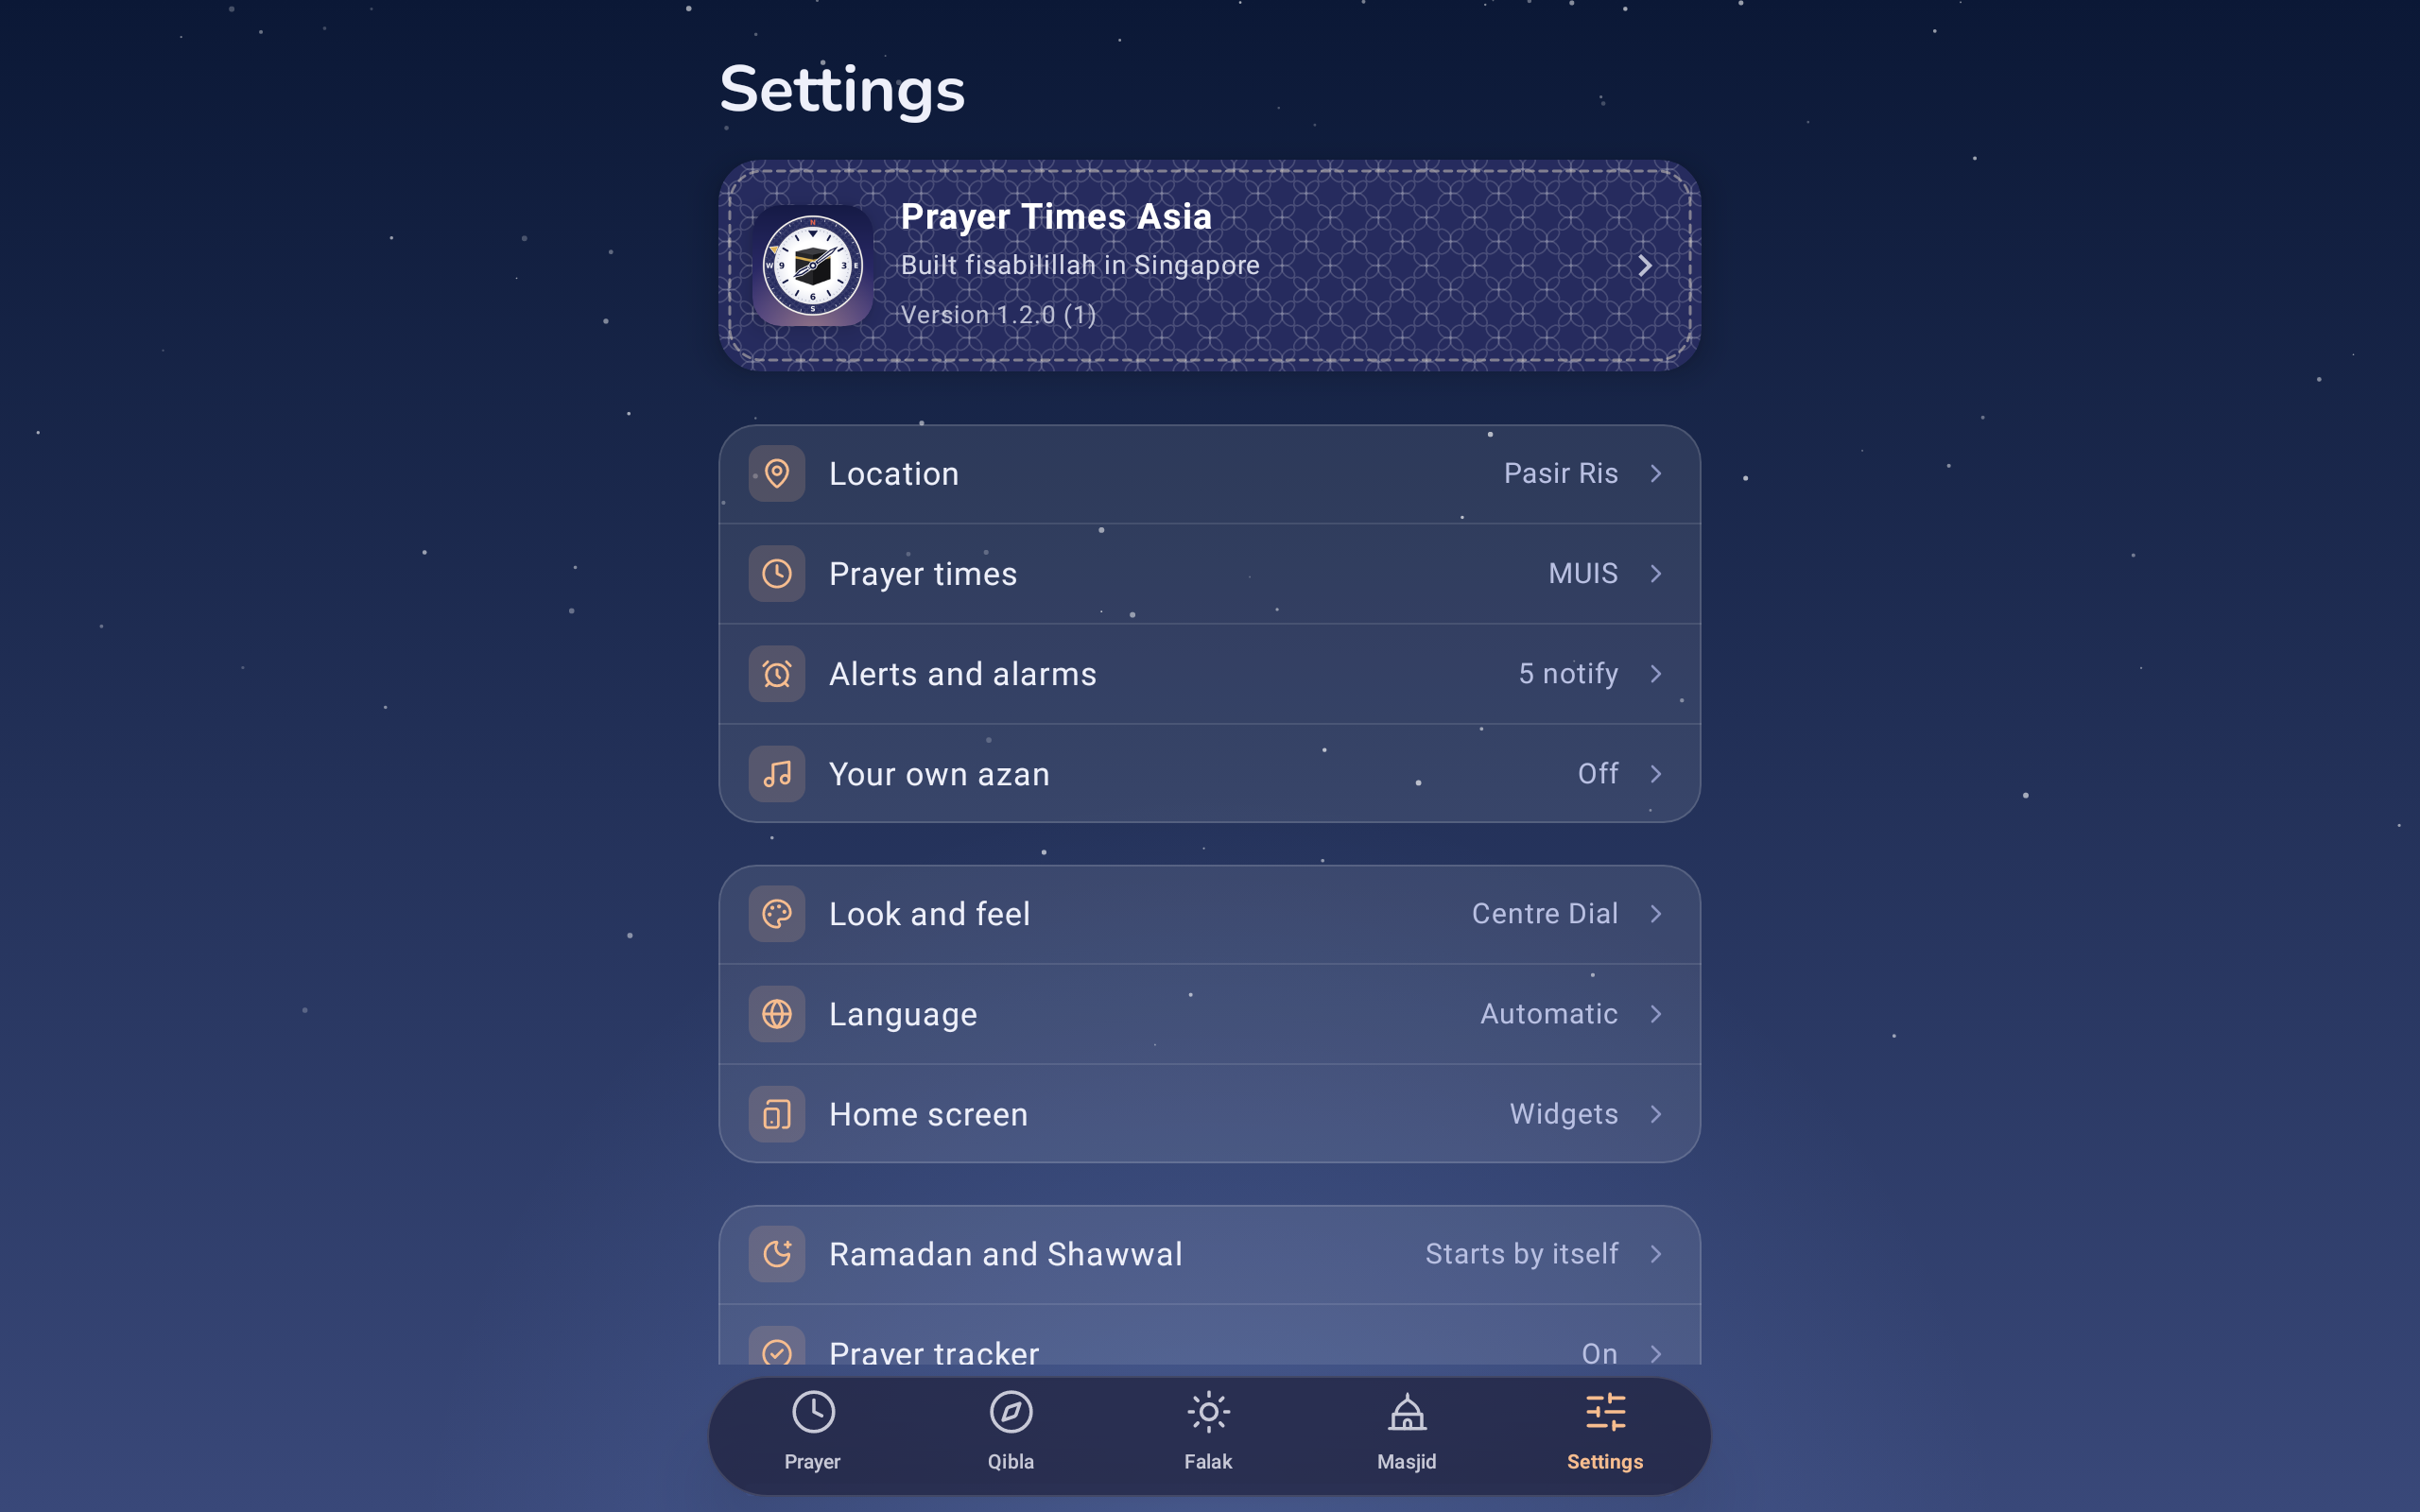 Settings
Prayer Times Asia
Built fisabilillah in Singapore
Version 1.2.0 (1)
Location Pasir Ris
Prayer times MUIS
Alerts and alarms 5 notify
Your own azan Off
Look and feel Centre Dial
Language Automatic
Home screen Widgets
Ramadan and Shawwal Starts by itself
Prayer tracker On
Prayer Qibla Falak Masjid Settings